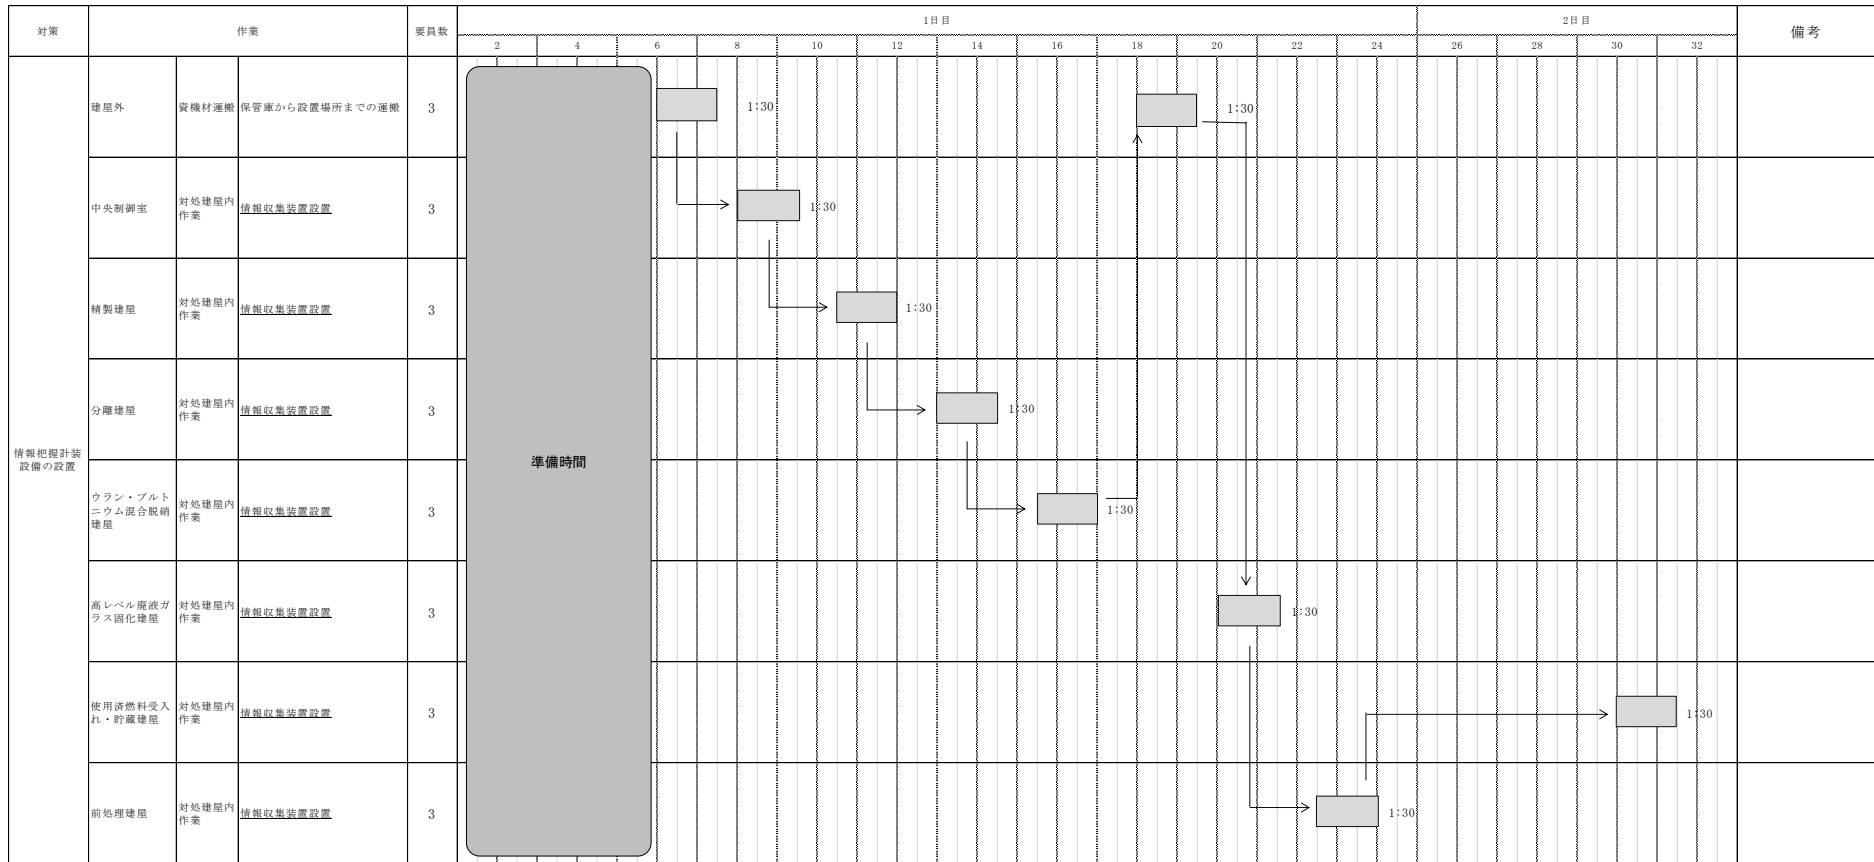 対策
作業
要員数
1日目
2日目
備考
2 4 6 8 10 12 14 16 18 20 22 24 26 28 30 32
情報把握計装
設備の設置
準備時間
建屋外
資機材運搬
保管庫から設置場所までの運搬
3
1:30
1:30
中央制御室
対処建屋内
作業
情報収集装置設置
3
1:30
精製建屋
対処建屋内
作業
情報収集装置設置
3
1:30
分離建屋
対処建屋内
作業
情報収集装置設置
3
1:30
ウラン・プルト
ニウム混合脱硝
建屋
対処建屋内
作業
情報収集装置設置
3
1:30
高レベル廃液ガ
ラス固化建屋
対処建屋内
作業
情報収集装置設置
3
1:30
使用済燃料受入
れ・貯蔵建屋
対処建屋内
作業
情報収集装置設置
3
1:30
前処理建屋
対処建屋内
作業
情報収集装置設置
3
1:30